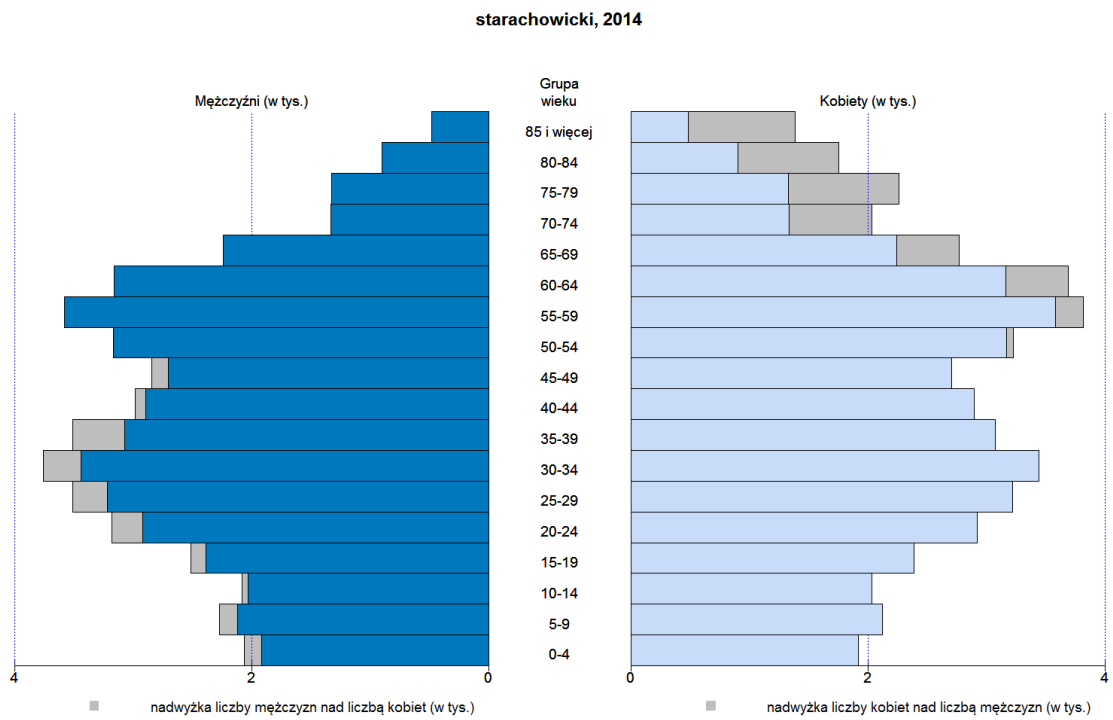 starachowicki, 2014
Mężczyźni (w tys.)
Grupa
wieku
Kobiety (w tys.)
85 i więcej
80-84
75-79
70-74
65-69
60-64
55-59
50-54
45-49
40-44
35-39
30-34
25-29
20-24
15-19
10-14
5-9
0-4
4 2 0 0 2 4
nadwyżka liczby mężczyzn nad liczbą kobiet (w tys.)
nadwyżka liczby kobiet nad liczbą mężczyzn (w tys.)